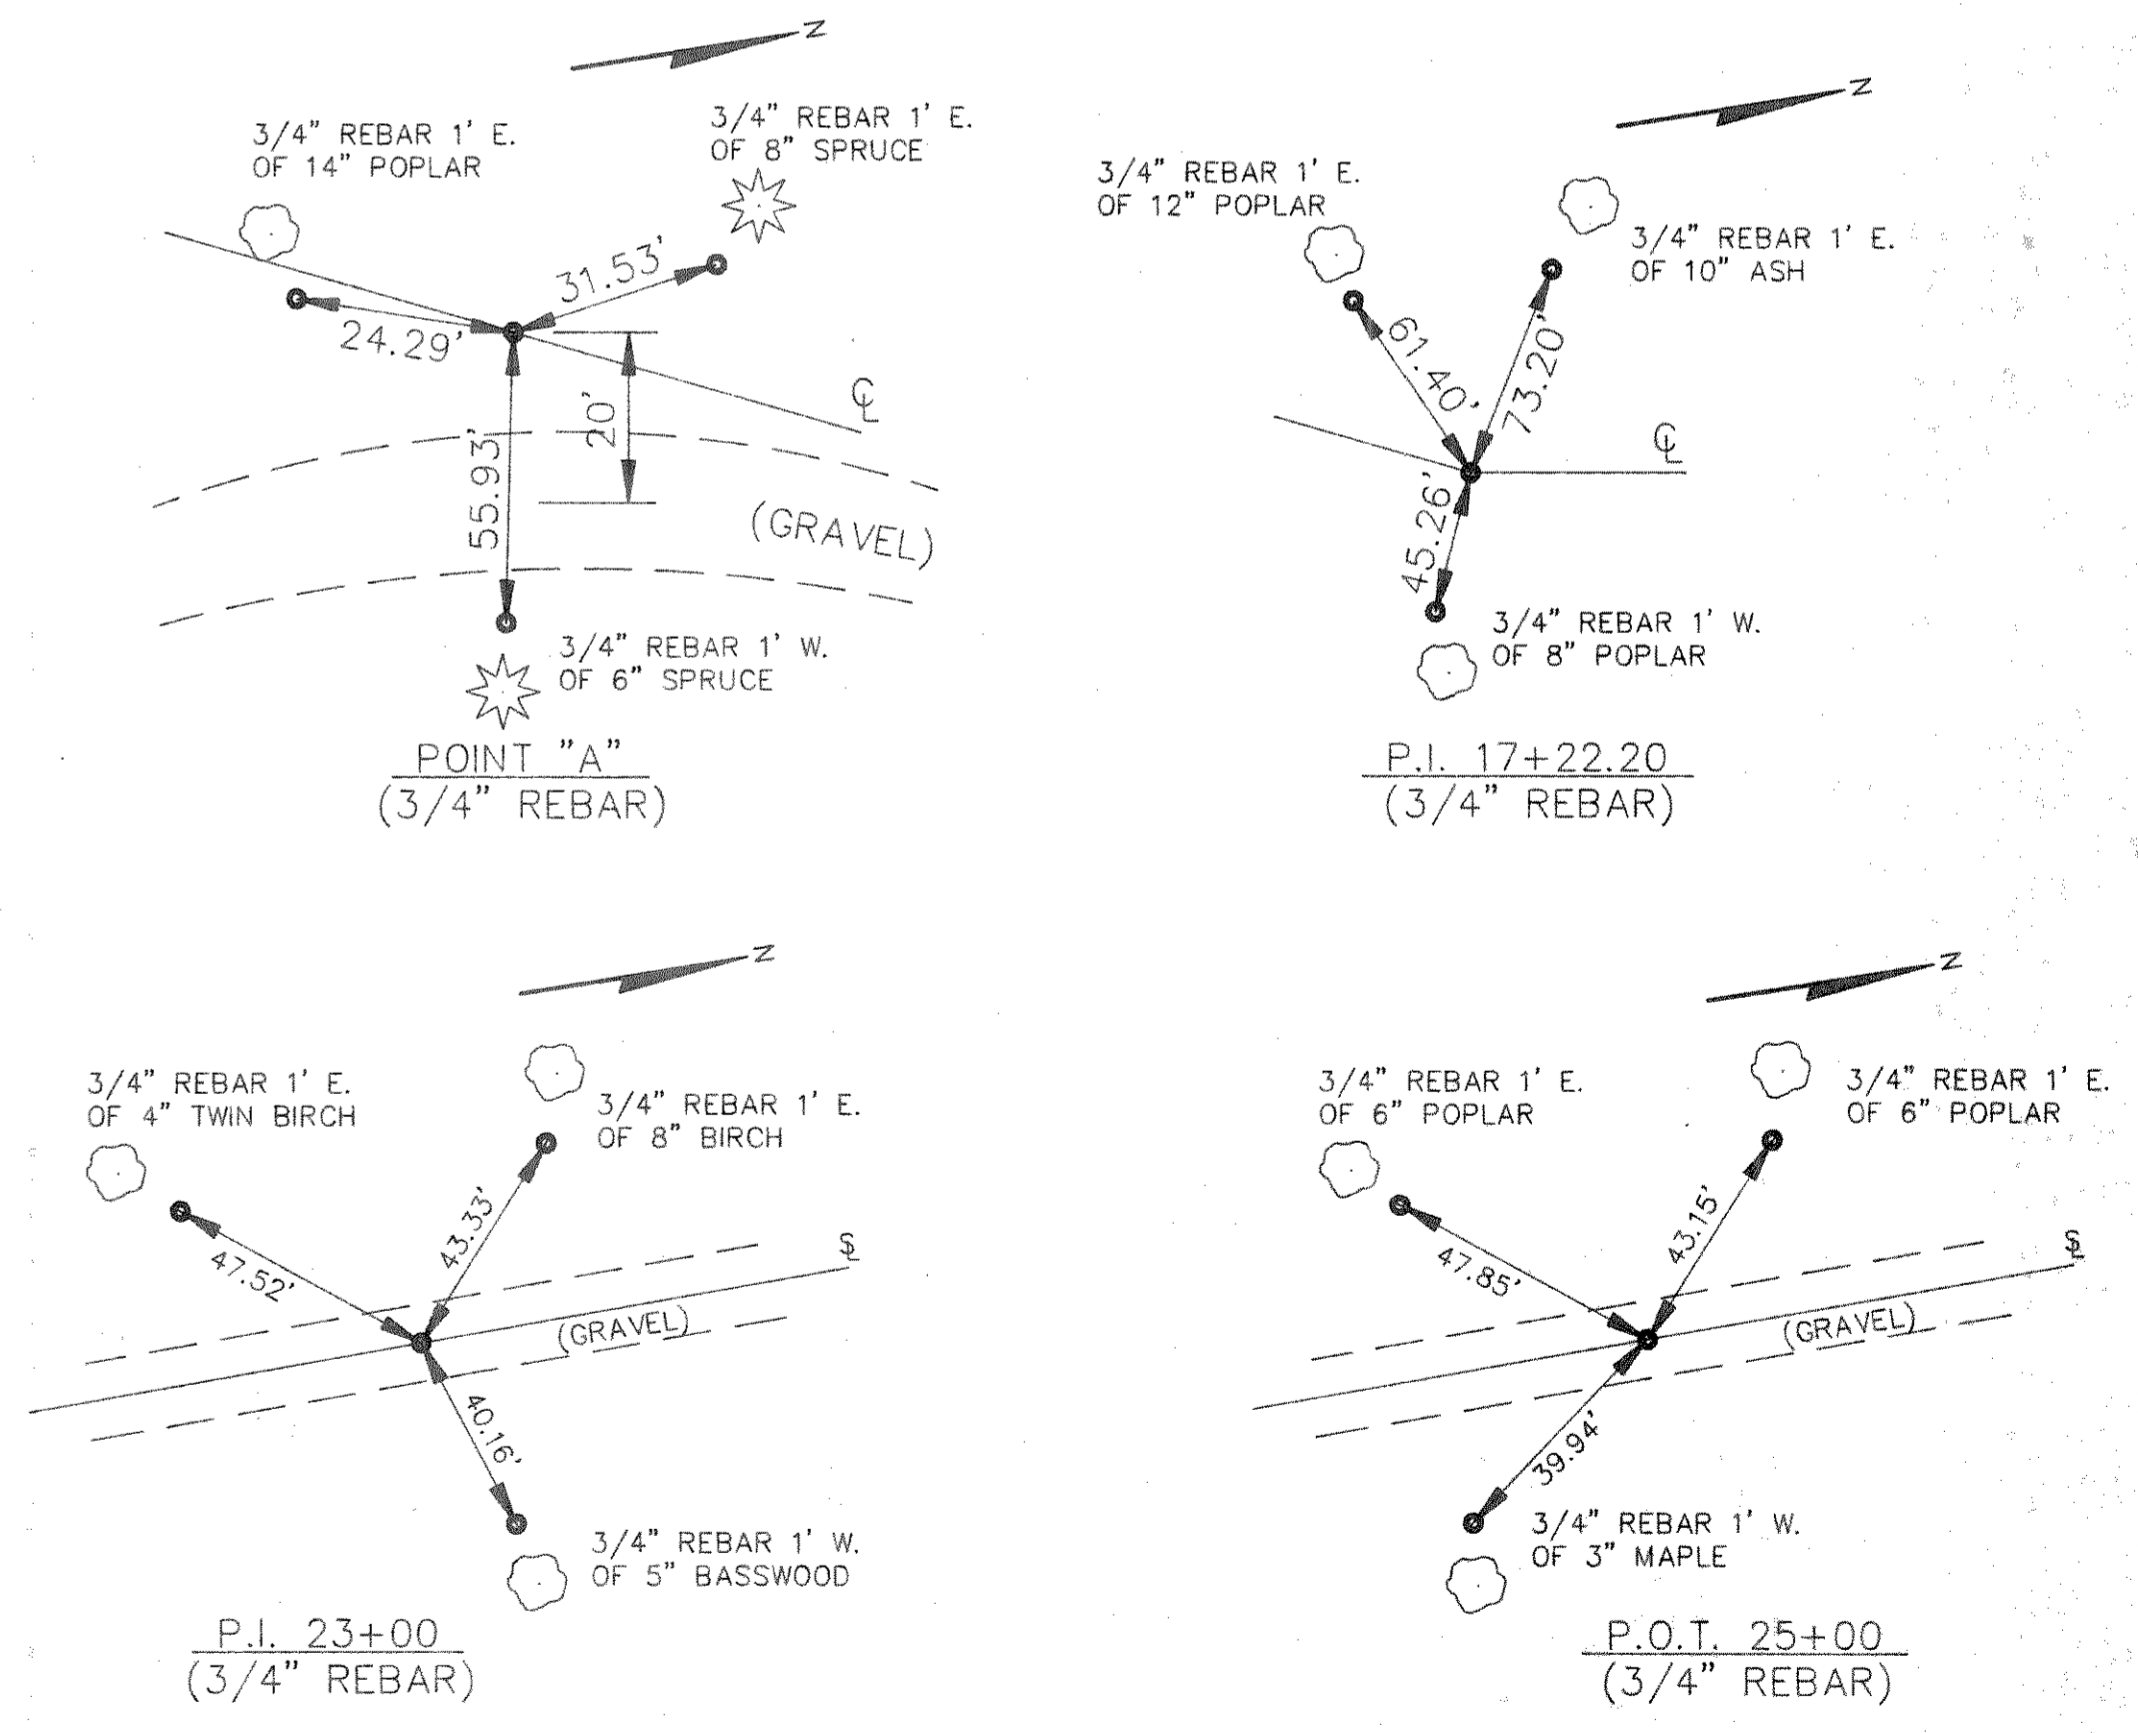 N
3/4" REBAR 1' E.
OF 14" POPLAR
3/4" REBAR 1' E.
OF 8" SPRUCE
31.53'
24.29'
20'
55.93'
℄
(GRAVEL)
3/4" REBAR 1' W.
OF 6" SPRUCE
POINT "A"
(3/4" REBAR)
N
3/4" REBAR 1' E.
OF 12" POPLAR
3/4" REBAR 1' E.
OF 10" ASH
61.40'
73.20'
℄
45.26'
3/4" REBAR 1' W.
OF 8" POPLAR
P.I. 17+22.20
(3/4" REBAR)
N
3/4" REBAR 1' E.
OF 4" TWIN BIRCH
3/4" REBAR 1' E.
OF 8" BIRCH
47.52'
43.33'
SL
(GRAVEL)
40.16'
3/4" REBAR 1' W.
OF 5" BASSWOOD
P.I. 23+00
(3/4" REBAR)
N
3/4" REBAR 1' E.
OF 6" POPLAR
3/4" REBAR 1' E.
OF 6" POPLAR
47.85'
43.15'
SL
(GRAVEL)
39.94'
3/4" REBAR 1' W.
OF 3" MAPLE
P.O.T. 25+00
(3/4" REBAR)